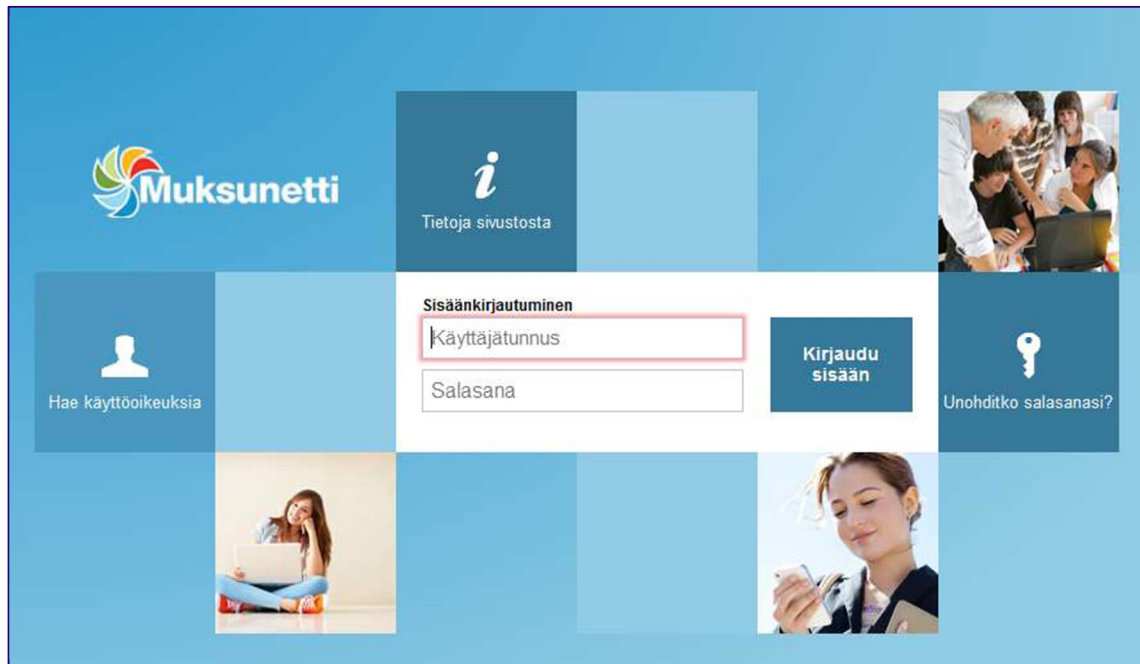 Muksunetti
Tietoja sivustosta
Sisäänkirjautuminen
Käyttäjätunnus
Salasana
Kirjaudu
sisään
Hae käyttöoikeuksia
Unohditko salasanasi?